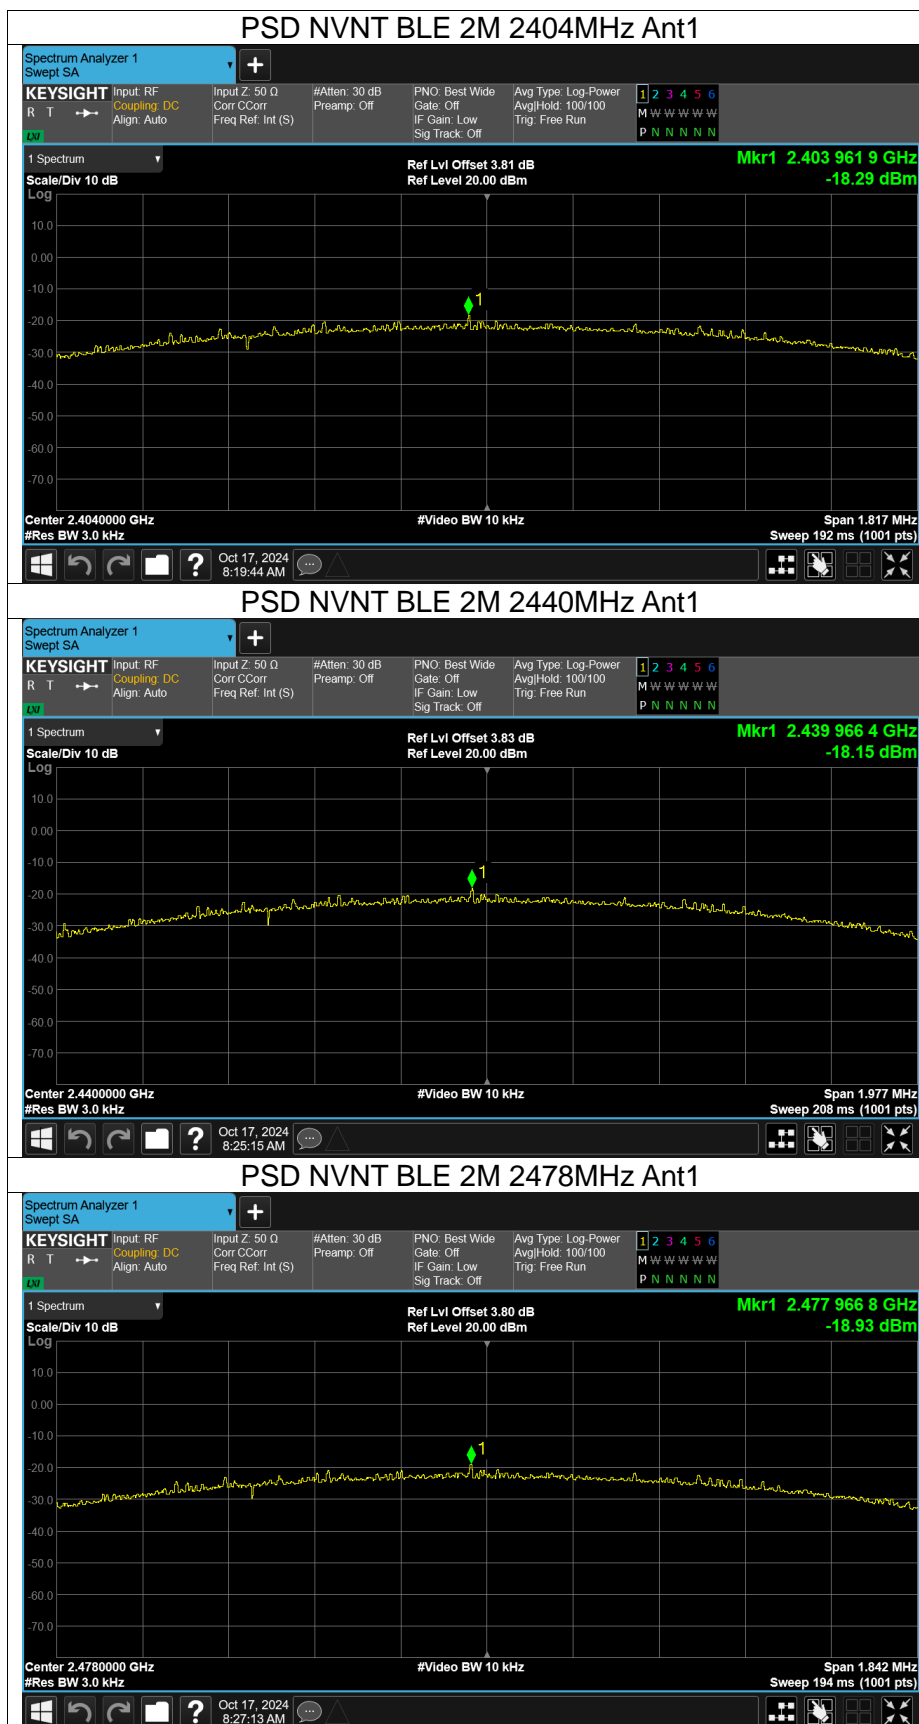 PSD NVNT BLE 2M 2404MHz Ant1
Spectrum Analyzer 1
Swept SA
KEYSIGHT
R T
LXI
Input: RF
Coupling: DC
Align: Auto
Input Z: 50 Ω
Corr CCorr
Freq Ref: Int (S)
#Atten: 30 dB
Preamp: Off
PNO: Best Wide
Gate: Off
IF Gain: Low
Sig Track: Off
Avg Type: Log-Power
Avg|Hold: 100/100
Trig: Free Run
1 2 3 4 5 6
M W W W W W
P N N N N N
1 Spectrum
Scale/Div 10 dB
Ref Lvl Offset 3.81 dB
Ref Level 20.00 dBm
Mkr1 2.403 961 9 GHz
-18.29 dBm
Log
10.0
0.00
-10.0
1
-20.0
-30.0
-40.0
-50.0
-60.0
-70.0
Center 2.4040000 GHz
#Res BW 3.0 kHz
#Video BW 10 kHz
Span 1.817 MHz
Sweep 192 ms (1001 pts)
?
Oct 17, 2024
8:19:44 AM
PSD NVNT BLE 2M 2440MHz Ant1
Spectrum Analyzer 1
Swept SA
KEYSIGHT
R T
LXI
Input: RF
Coupling: DC
Align: Auto
Input Z: 50 Ω
Corr CCorr
Freq Ref: Int (S)
#Atten: 30 dB
Preamp: Off
PNO: Best Wide
Gate: Off
IF Gain: Low
Sig Track: Off
Avg Type: Log-Power
Avg|Hold: 100/100
Trig: Free Run
1 2 3 4 5 6
M W W W W W
P N N N N N
1 Spectrum
Scale/Div 10 dB
Ref Lvl Offset 3.83 dB
Ref Level 20.00 dBm
Mkr1 2.439 966 4 GHz
-18.15 dBm
Log
10.0
0.00
-10.0
1
-20.0
-30.0
-40.0
-50.0
-60.0
-70.0
Center 2.4400000 GHz
#Res BW 3.0 kHz
#Video BW 10 kHz
Span 1.977 MHz
Sweep 208 ms (1001 pts)
?
Oct 17, 2024
8:25:15 AM
PSD NVNT BLE 2M 2478MHz Ant1
Spectrum Analyzer 1
Swept SA
KEYSIGHT
R T
LXI
Input: RF
Coupling: DC
Align: Auto
Input Z: 50 Ω
Corr CCorr
Freq Ref: Int (S)
#Atten: 30 dB
Preamp: Off
PNO: Best Wide
Gate: Off
IF Gain: Low
Sig Track: Off
Avg Type: Log-Power
Avg|Hold: 100/100
Trig: Free Run
1 2 3 4 5 6
M W W W W W
P N N N N N
1 Spectrum
Scale/Div 10 dB
Ref Lvl Offset 3.80 dB
Ref Level 20.00 dBm
Mkr1 2.477 966 8 GHz
-18.93 dBm
Log
10.0
0.00
-10.0
1
-20.0
-30.0
-40.0
-50.0
-60.0
-70.0
Center 2.4780000 GHz
#Res BW 3.0 kHz
#Video BW 10 kHz
Span 1.842 MHz
Sweep 194 ms (1001 pts)
?
Oct 17, 2024
8:27:13 AM